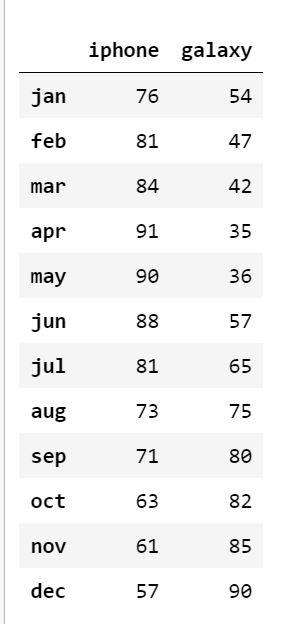 iphone galaxy
jan 76 54
feb 81 47
mar 84 42
apr 91 35
may 90 36
jun 88 57
jul 81 65
aug 73 75
sep 71 80
oct 63 82
nov 61 85
dec 57 90